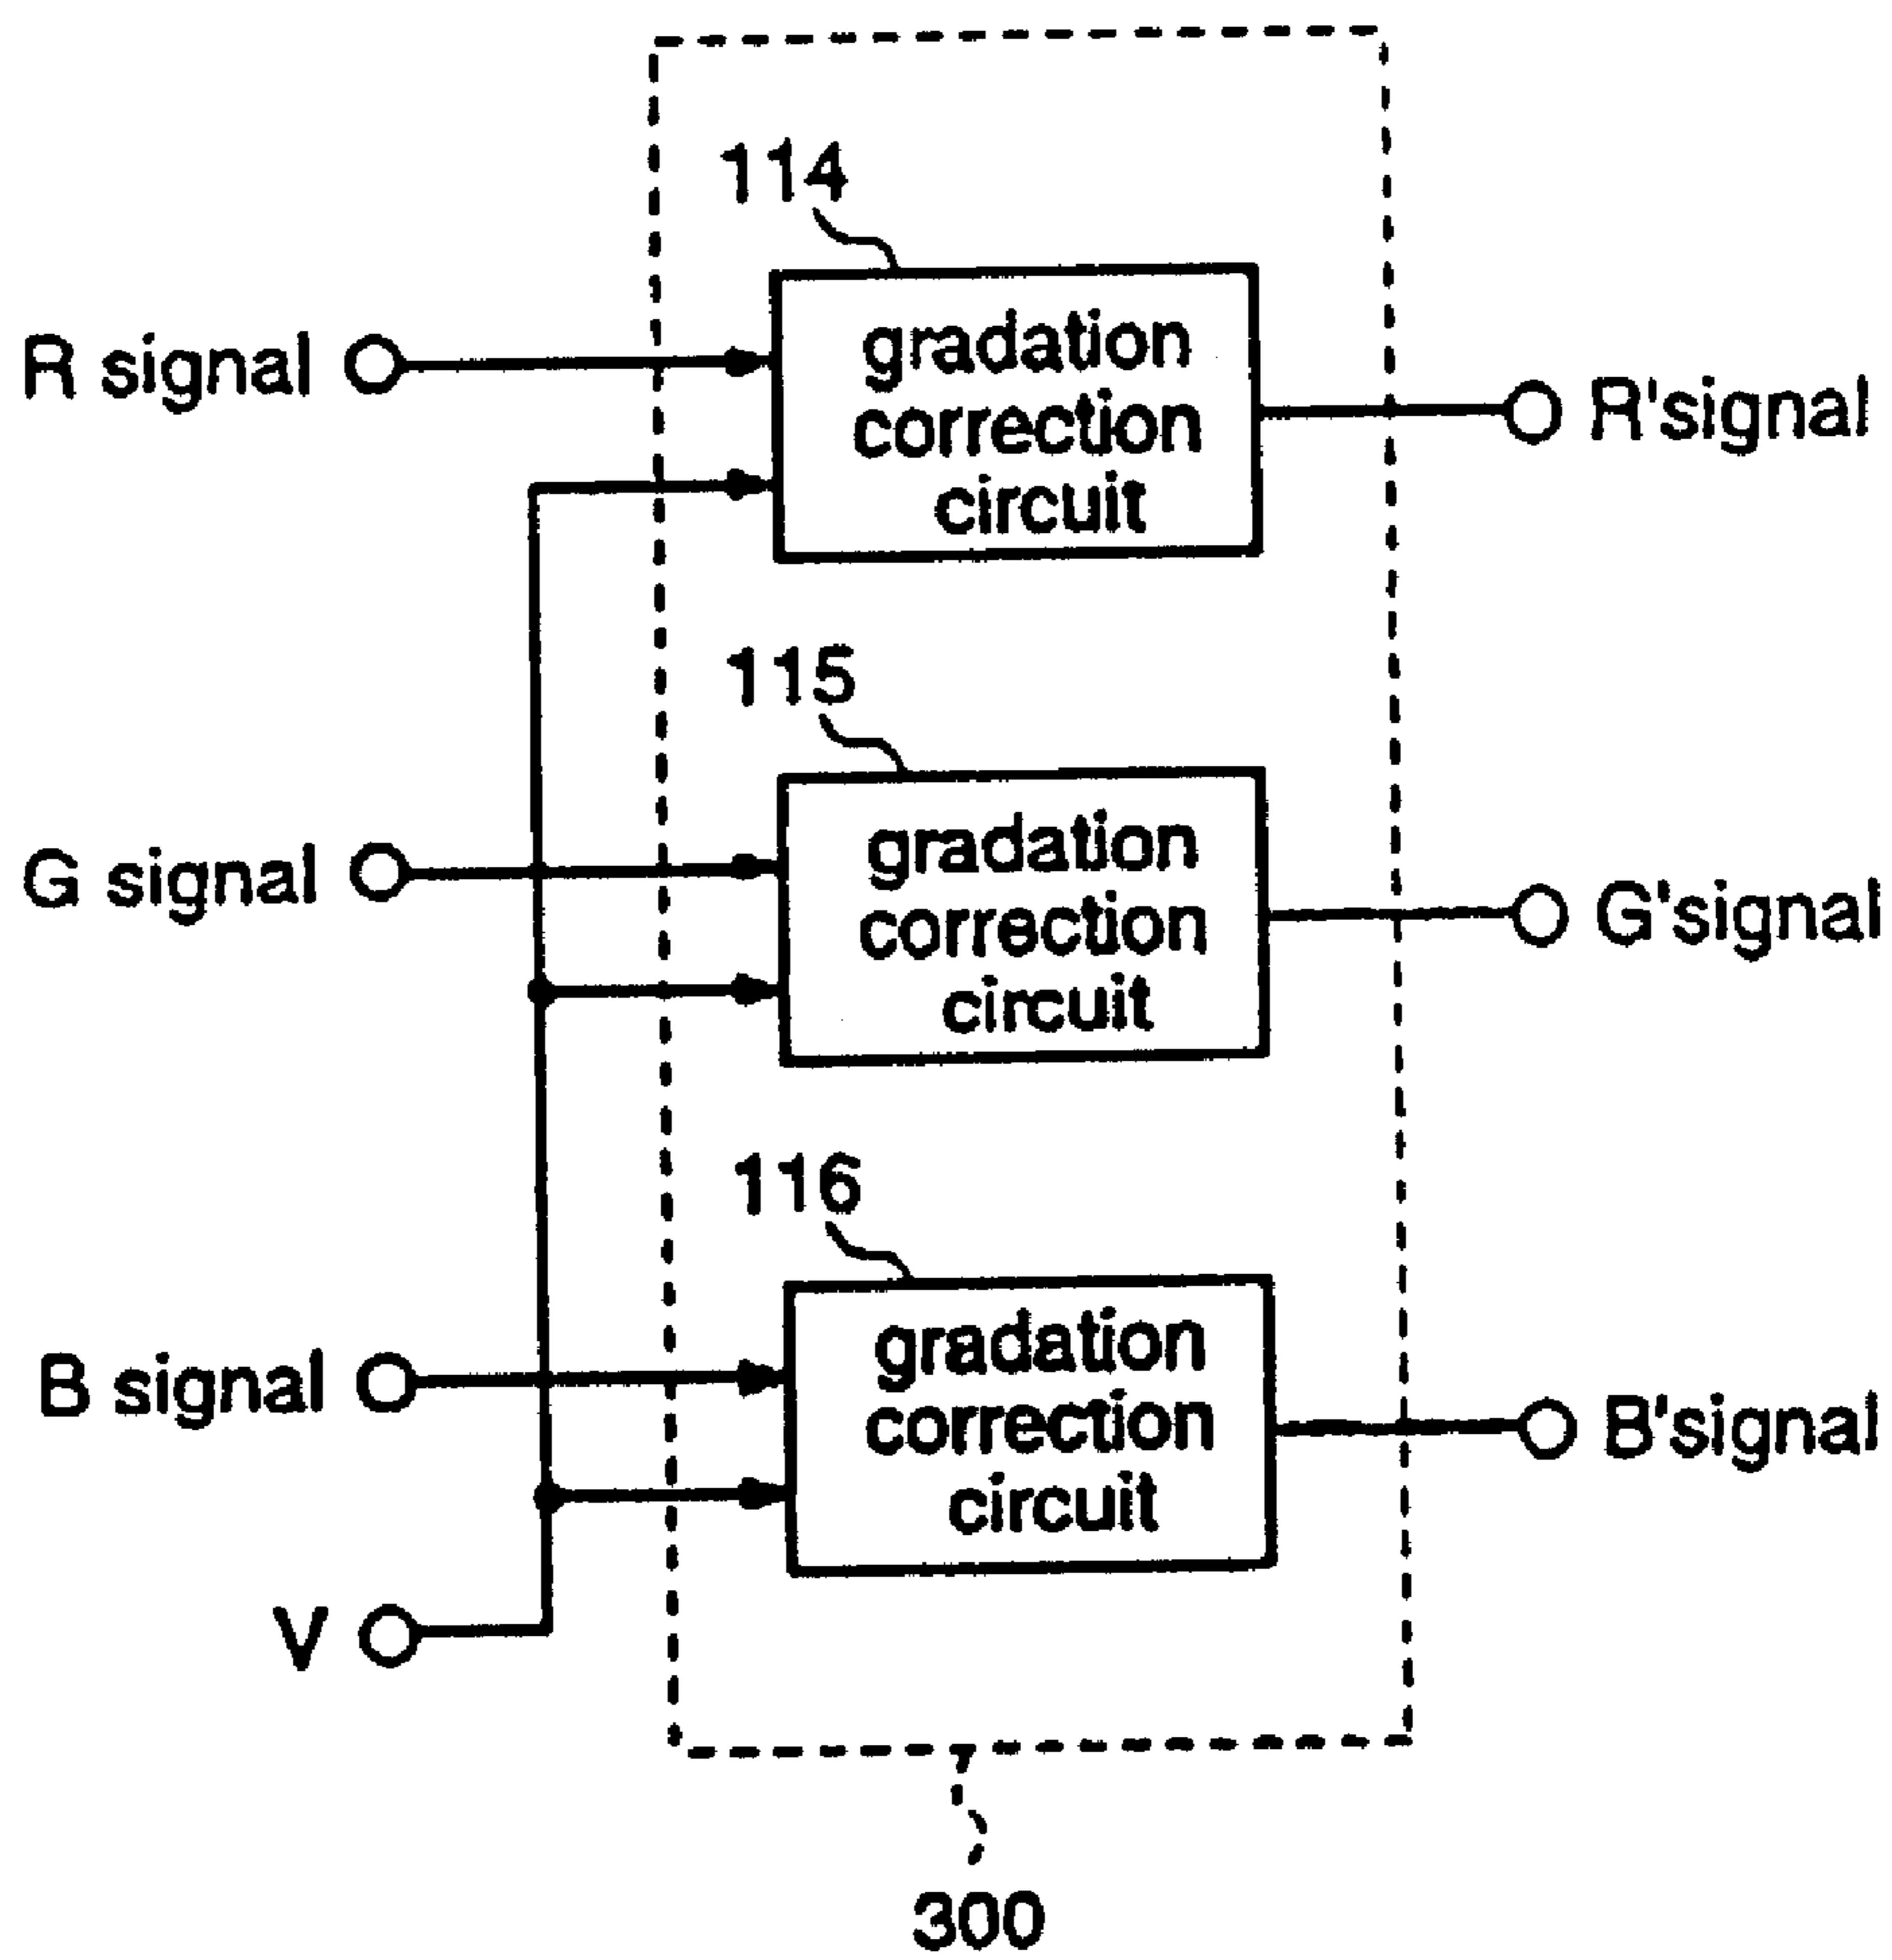 114
R signal
gradation
correction
circuit
R'signal
115
G signal
gradation
correction
circuit
G'signal
116
B signal
gradation
correction
circuit
B'signal
V
300